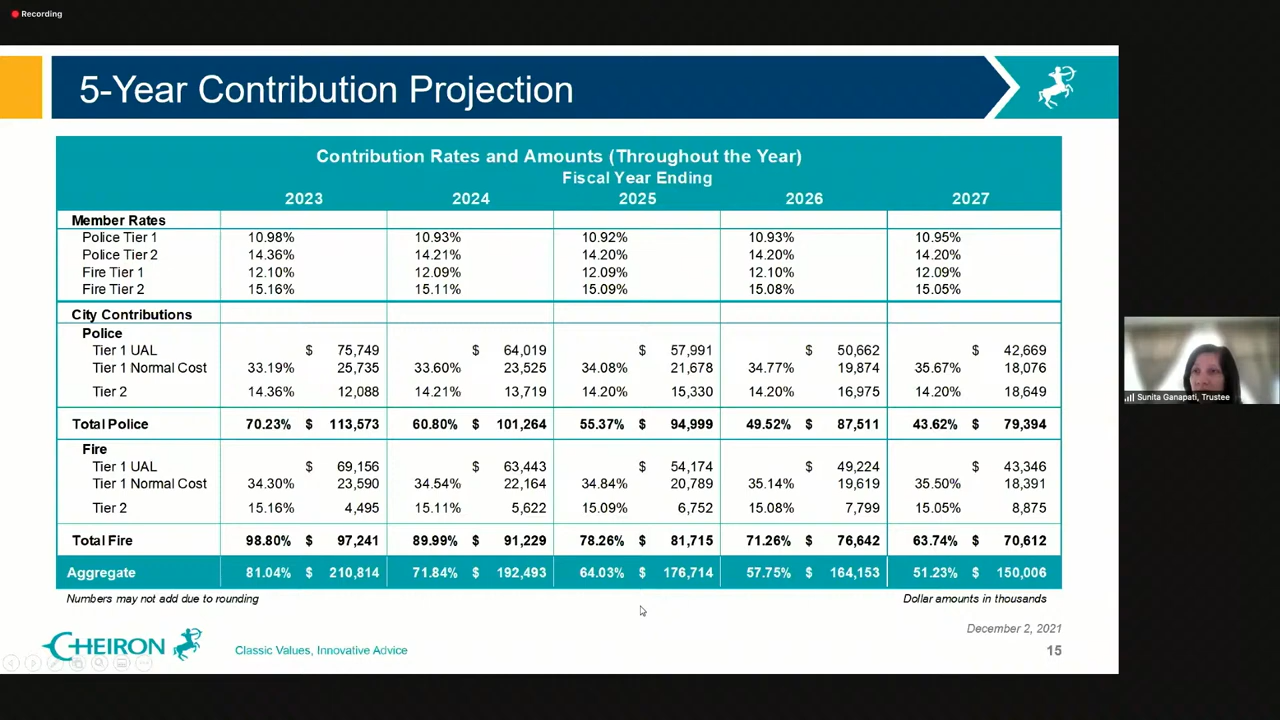 Recording
5-Year Contribution Projection
Contribution Rates and Amounts (Throughout the Year)
Fiscal Year Ending
2023 2024 2025 2026 2027
Member Rates
Police Tier 1 10.98% 10.93% 10.92% 10.93% 10.95%
Police Tier 2 14.36% 14.21% 14.20% 14.20% 14.20%
Fire Tier 1 12.10% 12.09% 12.09% 12.10% 12.09%
Fire Tier 2 15.16% 15.11% 15.09% 15.08% 15.05%
City Contributions
Police
Tier 1 UAL $ 75,749 $ 64,019 $ 57,991 $ 50,662 $ 42,669
Tier 1 Normal Cost 33.19% 25,735 33.60% 23,525 34.08% 21,678 34.77% 19,874 35.67% 18,076
Tier 2 14.36% 12,088 14.21% 13,719 14.20% 15,330 14.20% 16,975 14.20% 18,649
Total Police 70.23% $ 113,573 60.80% $ 101,264 55.37% $ 94,999 49.52% $ 87,511 43.62% $ 79,394
Fire
Tier 1 UAL $ 69,156 $ 63,443 $ 54,174 $ 49,224 $ 43,346
Tier 1 Normal Cost 34.30% 23,590 34.54% 22,164 34.84% 20,789 35.14% 19,619 35.50% 18,391
Tier 2 15.16% 4,495 15.11% 5,622 15.09% 6,752 15.08% 7,799 15.05% 8,875
Total Fire 98.80% $ 97,241 89.99% $ 91,229 78.26% $ 81,715 71.26% $ 76,642 63.74% $ 70,612
Aggregate 81.04% $ 210,814 71.84% $ 192,493 64.03% $ 176,714 57.75% $ 164,153 51.23% $ 150,006
Numbers may not add due to rounding
Dollar amounts in thousands
Sunita Ganapati, Trustee
December 2, 2021
CHEIRON
Classic Values, Innovative Advice
15